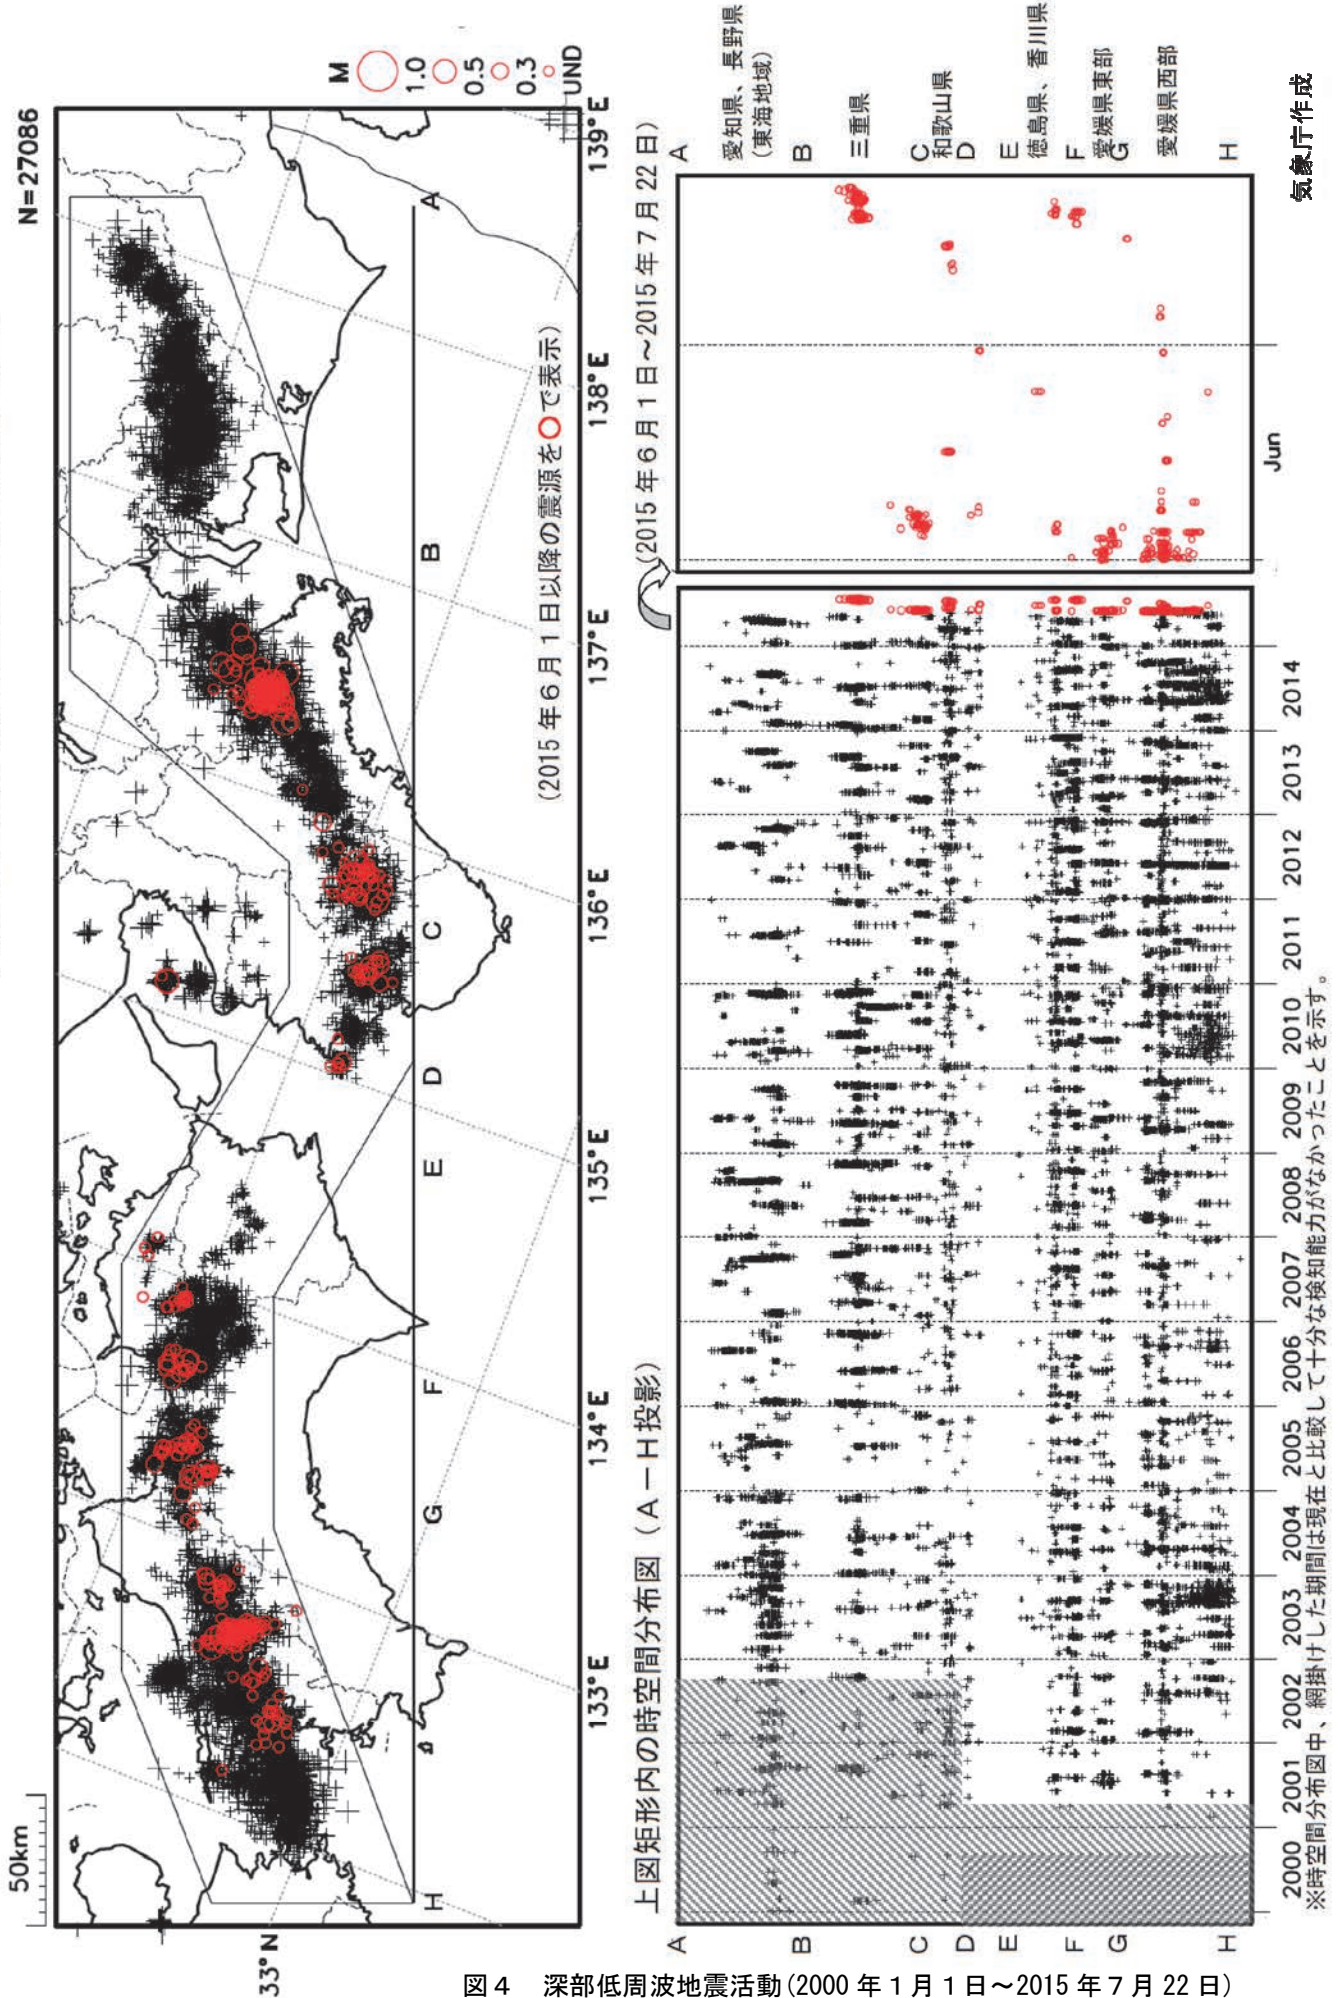 N=27086
50km
33°N
M
1.0
0.5
0.3
UND
H
G
F
E
D
C
B
A
(2015年6月1日以降の震源を○で表示)
133°E
134°E
135°E
136°E
137°E
138°E
139°E
上図矩形内の時空間分布図(A-H投影)
(2015年6月1日~2015年7月22日)
A
B
C
D
E
F
G
H
A
愛知県、長野県
(東海地域)
B
三重県
C
和歌山県
D
E
徳島県、香川県
F
愛媛県東部
G
愛媛県西部
H
2000
2001
2002
2003
2004
2005
2006
2007
2008
2009
2010
2011
2012
2013
2014
Jun
※時空間分布図中、網掛けした期間は現在と比較して十分な検知能力がなかったことを示す。
気象庁作成
図4 深部低周波地震活動(2000年1月1日~2015年7月22日)